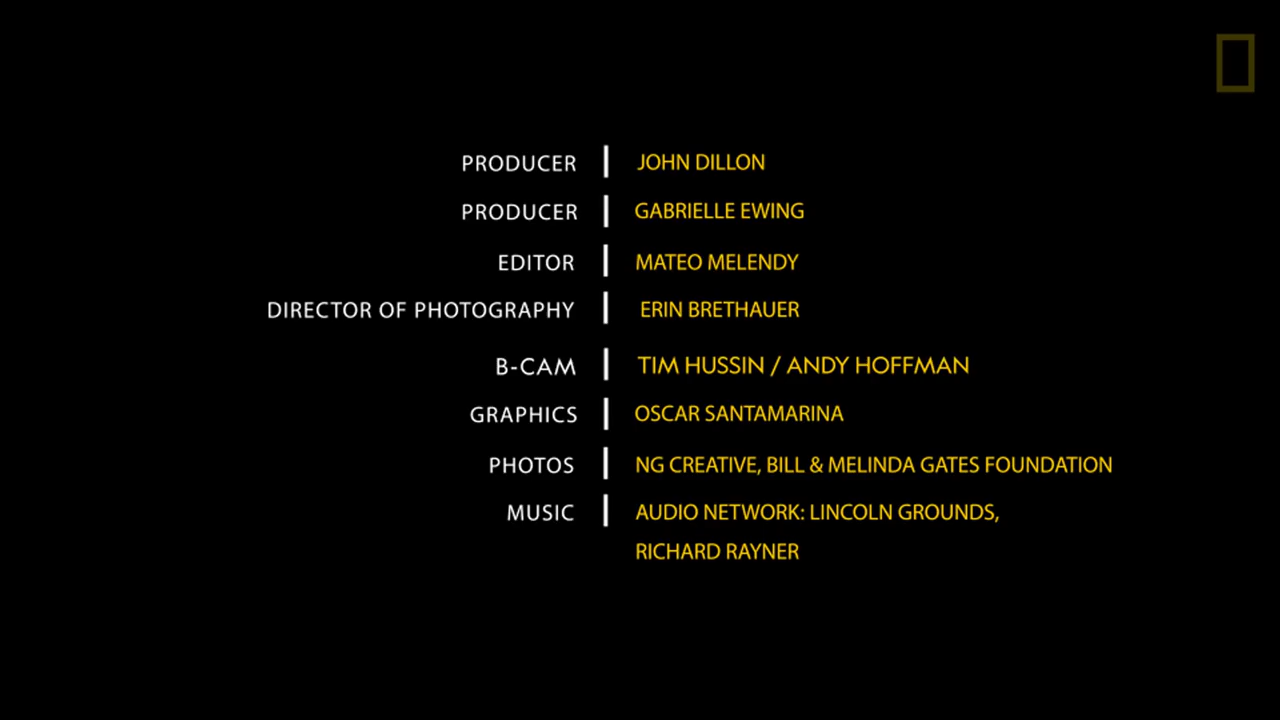 PRODUCER | JOHN DILLON
PRODUCER | GABRIELLE EWING
EDITOR | MATEO MELENDY
DIRECTOR OF PHOTOGRAPHY | ERIN BRETHAUER
B-CAM | TIM HUSSIN / ANDY HOFFMAN
GRAPHICS | OSCAR SANTAMARINA
PHOTOS | NG CREATIVE, BILL & MELINDA GATES FOUNDATION
MUSIC | AUDIO NETWORK: LINCOLN GROUNDS,
RICHARD RAYNER